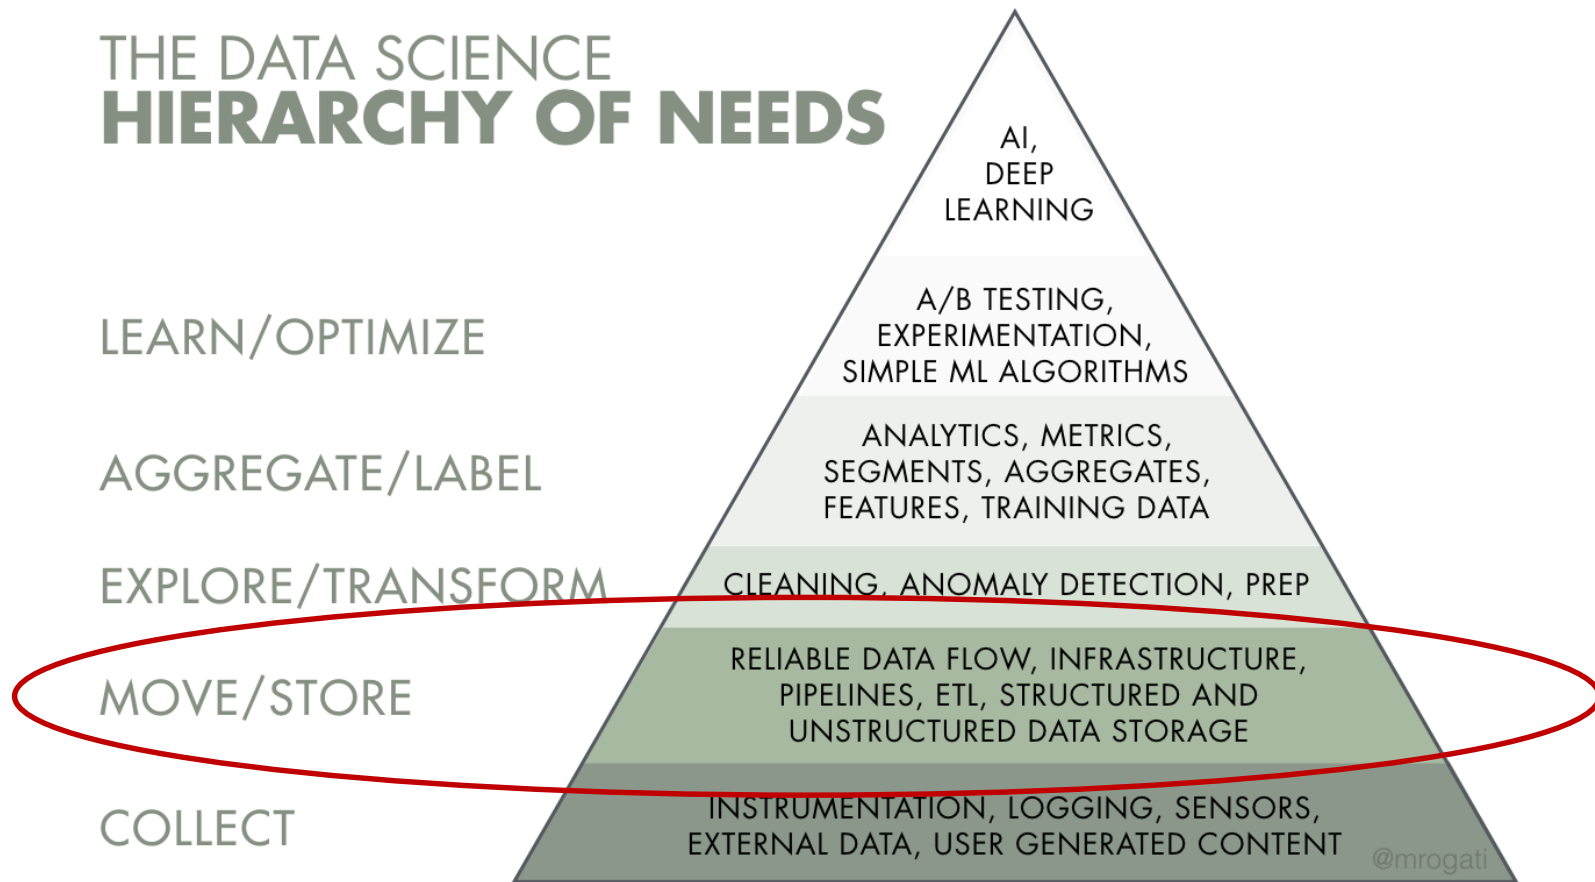 THE DATA SCIENCE
HIERARCHY OF NEEDS
AI,
DEEP
LEARNING
LEARN/OPTIMIZE
A/B TESTING,
EXPERIMENTATION,
SIMPLE ML ALGORITHMS
AGGREGATE/LABEL
ANALYTICS, METRICS,
SEGMENTS, AGGREGATES,
FEATURES, TRAINING DATA
EXPLORE/TRANSFORM
CLEANING, ANOMALY DETECTION, PREP
MOVE/STORE
RELIABLE DATA FLOW, INFRASTRUCTURE,
PIPELINES, ETL, STRUCTURED AND
UNSTRUCTURED DATA STORAGE
COLLECT
INSTRUMENTATION, LOGGING, SENSORS,
EXTERNAL DATA, USER GENERATED CONTENT
@mrogati